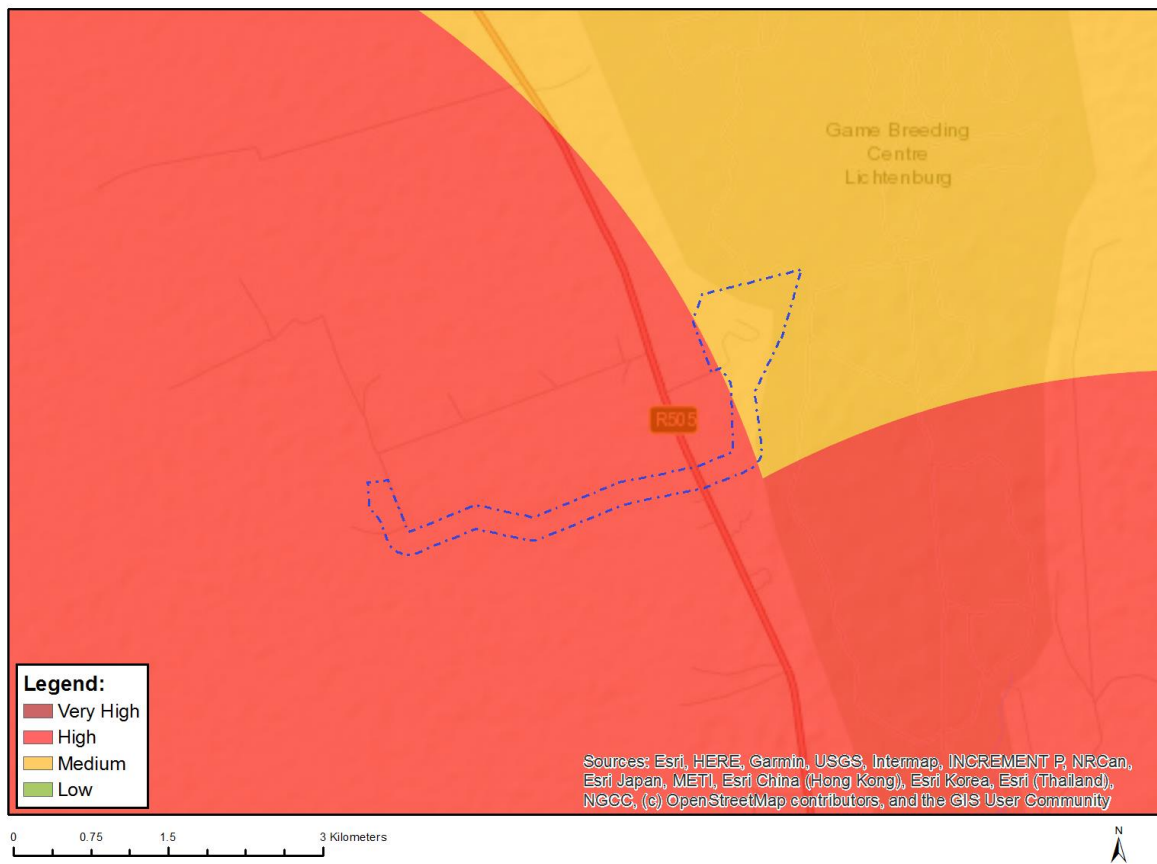 Game Breeding
Centre
Lichtenburg
R505
Legend:
Very High
High
Medium
Low
Sources: Esri, HERE, Garmin, USGS, Intermap, INCREMENT P, NRCan,
Esri Japan, METI, Esri China (Hong Kong), Esri Korea, Esri (Thailand),
NGCC, (c) OpenStreetMap contributors, and the GIS User Community
0 0.75 1.5 3 Kilometers
N